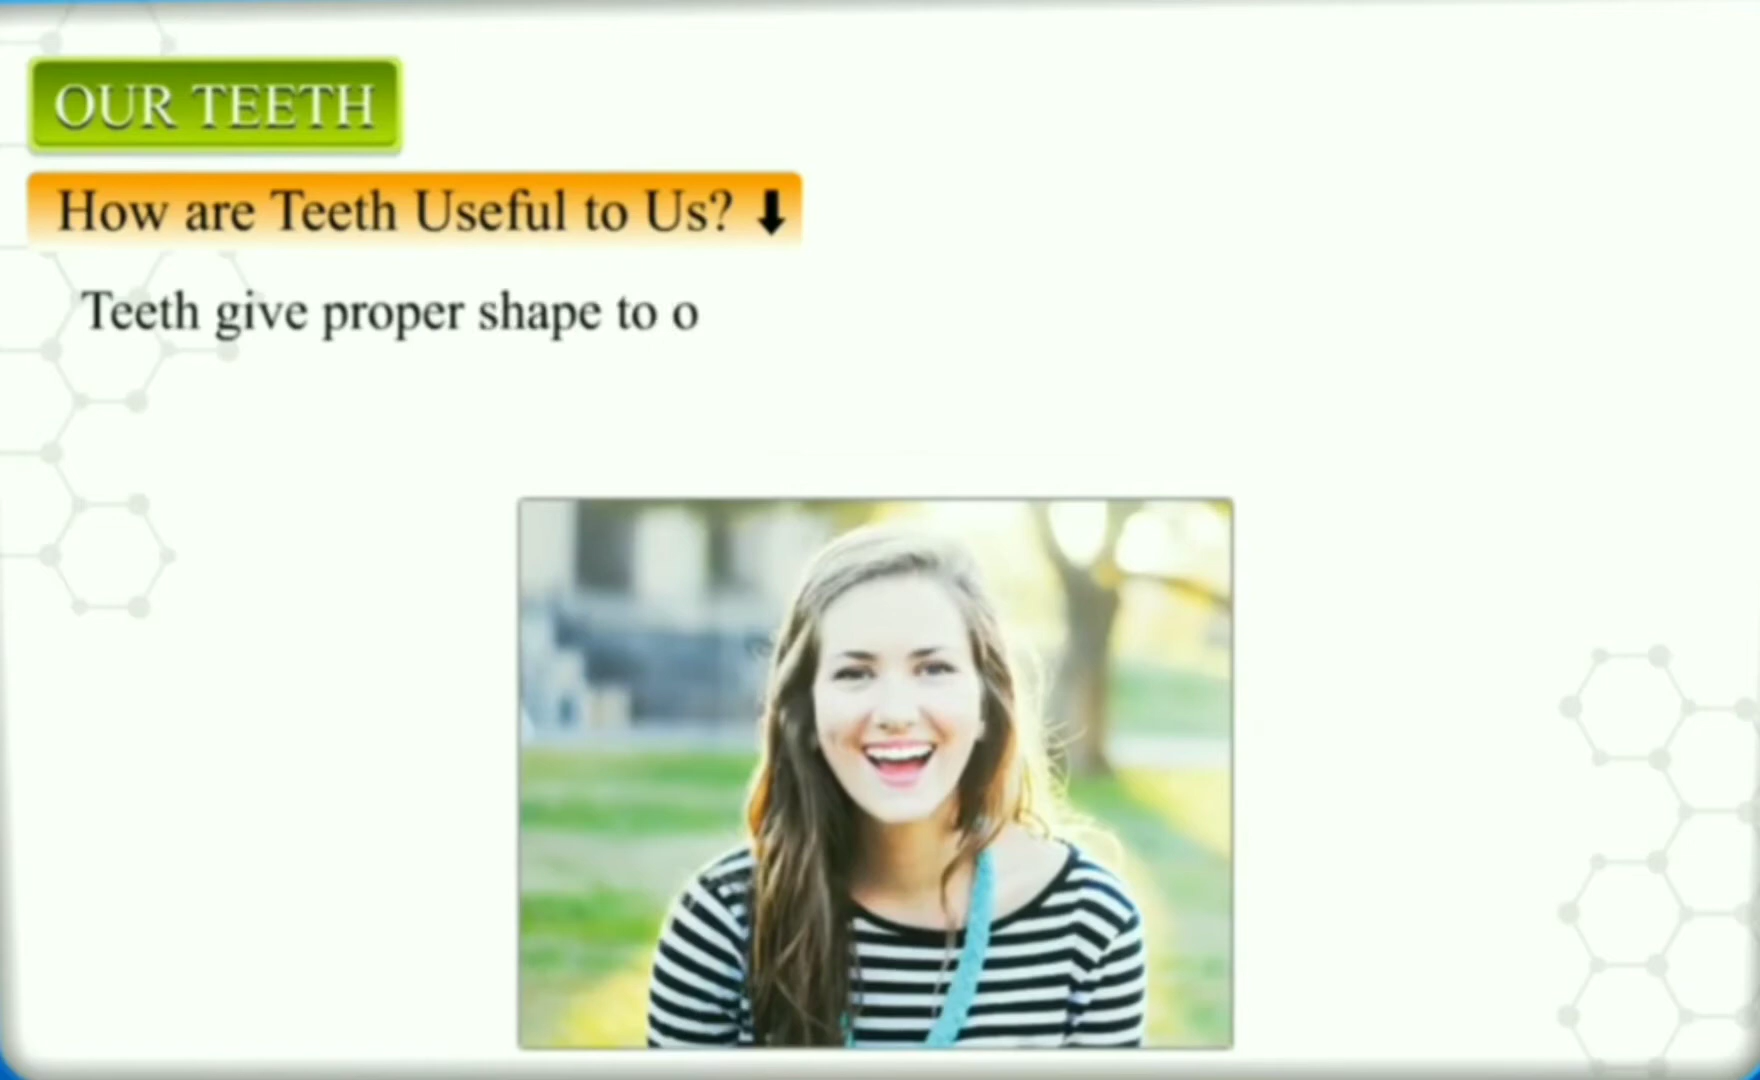 OUR TEETH
How are Teeth Useful to Us? ⬇
Teeth give proper shape to o